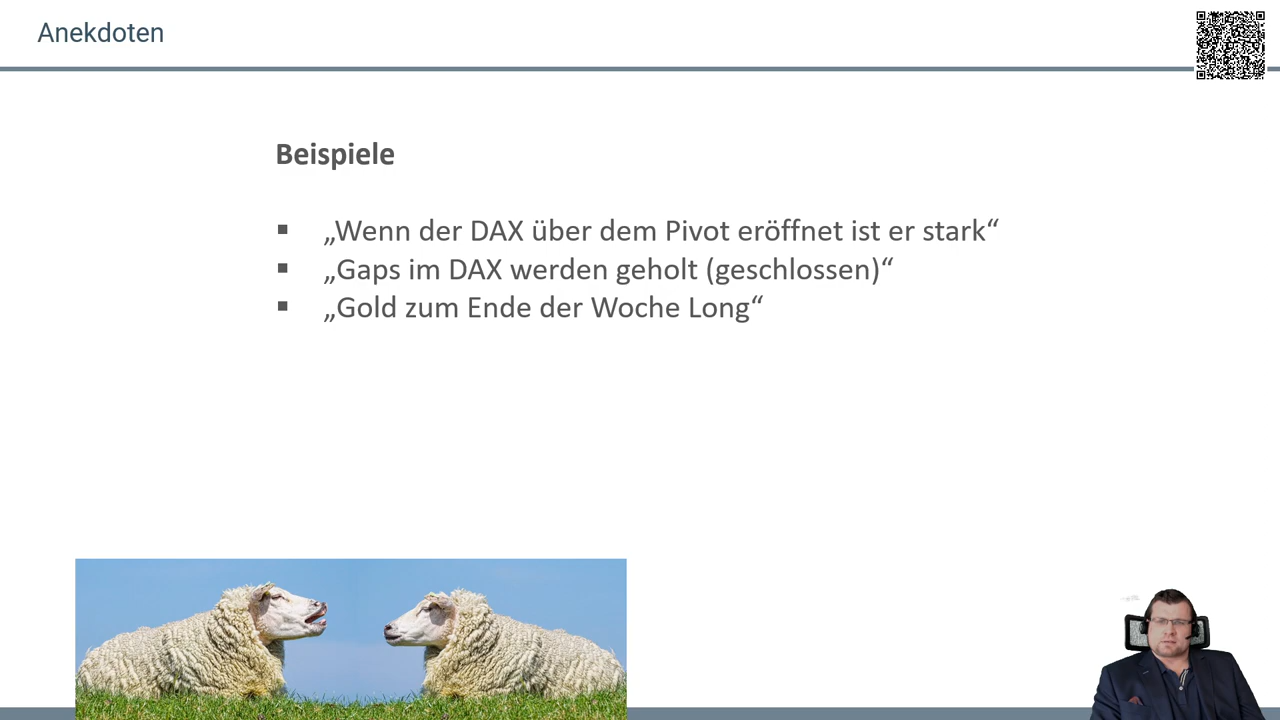 Anekdoten
Beispiele
▪ „Wenn der DAX über dem Pivot eröffnet ist er stark“
▪ „Gaps im DAX werden geholt (geschlossen)“
▪ „Gold zum Ende der Woche Long“